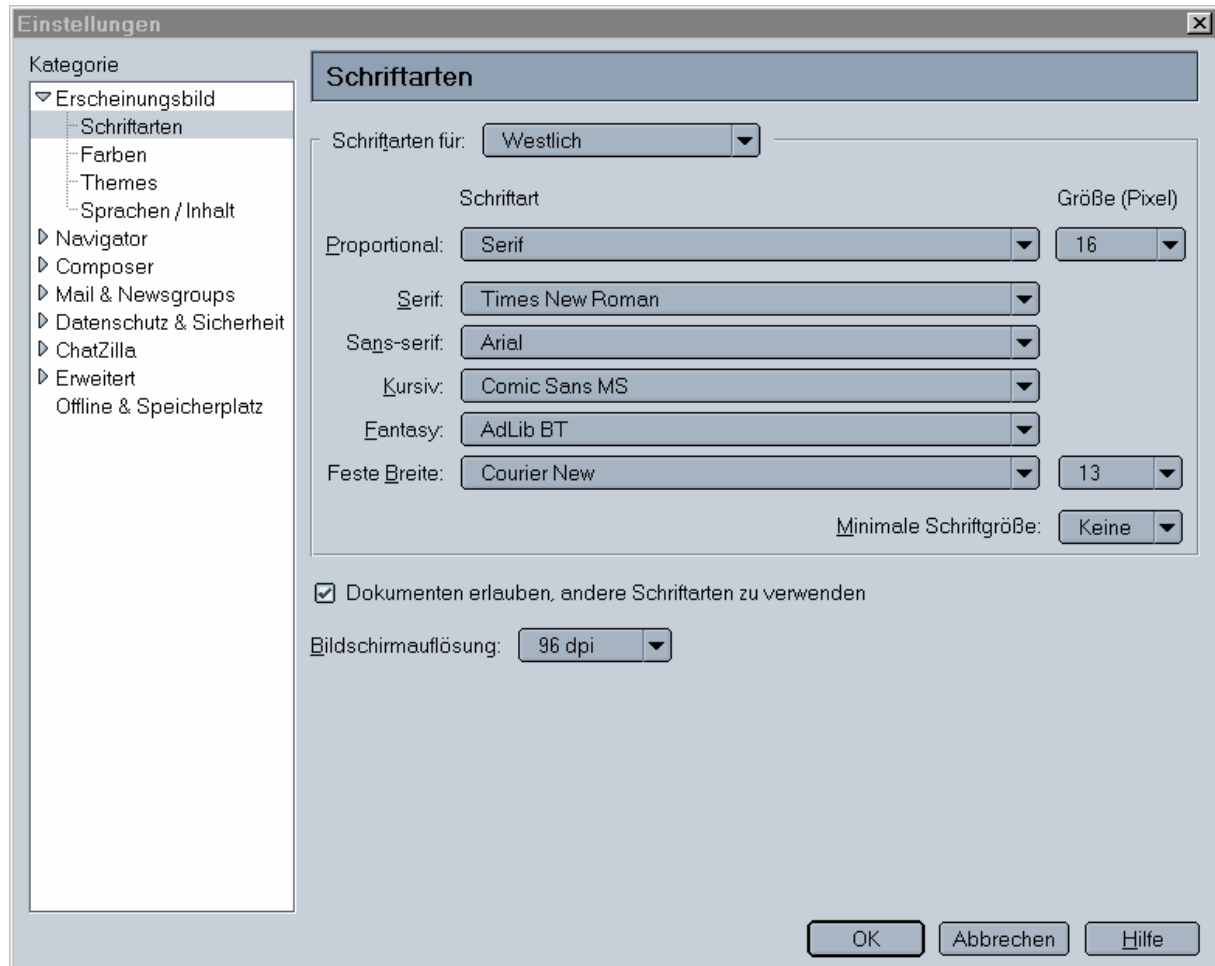 Einstellungen
Kategorie
Erscheinungsbild
Schriftarten
Farben
Themes
Sprachen / Inhalt
Navigator
Composer
Mail & Newsgroups
Datenschutz & Sicherheit
ChatZilla
Erweitert
Offline & Speicherplatz
Schriftarten
Schriftarten für: Westlich
Schriftart Größe (Pixel)
Proportional: Serif 16
Serif: Times New Roman
Sans-serif: Arial
Kursiv: Comic Sans MS
Fantasy: AdLib BT
Feste Breite: Courier New 13
Minimale Schriftgröße: Keine
Dokumenten erlauben, andere Schriftarten zu verwenden
Bildschirmauflösung: 96 dpi
OK Abbrechen Hilfe